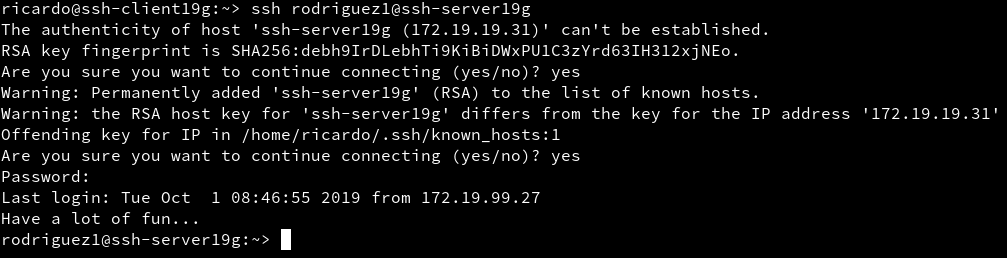 ricardo@ssh-client19g:~> ssh rodriguez1@ssh-server19g
The authenticity of host 'ssh-server19g (172.19.19.31)' can't be established.
RSA key fingerprint is SHA256:debh9IrDLebhTi9KiBiDWxPU1C3zYrd63IH312xjNEo.
Are you sure you want to continue connecting (yes/no)? yes
Warning: Permanently added 'ssh-server19g' (RSA) to the list of known hosts.
Warning: the RSA host key for 'ssh-server19g' differs from the key for the IP address '172.19.19.31'
Offending key for IP in /home/ricardo/.ssh/known_hosts:1
Are you sure you want to continue connecting (yes/no)? yes
Password:
Last login: Tue Oct  1 08:46:55 2019 from 172.19.99.27
Have a lot of fun...
rodriguez1@ssh-server19g:~>